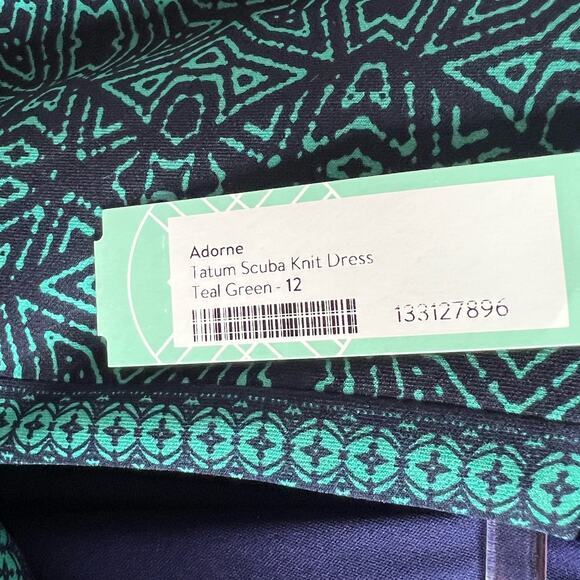 Adorne
Tatum Scuba Knit Dress
Teal Green - 12
133127896